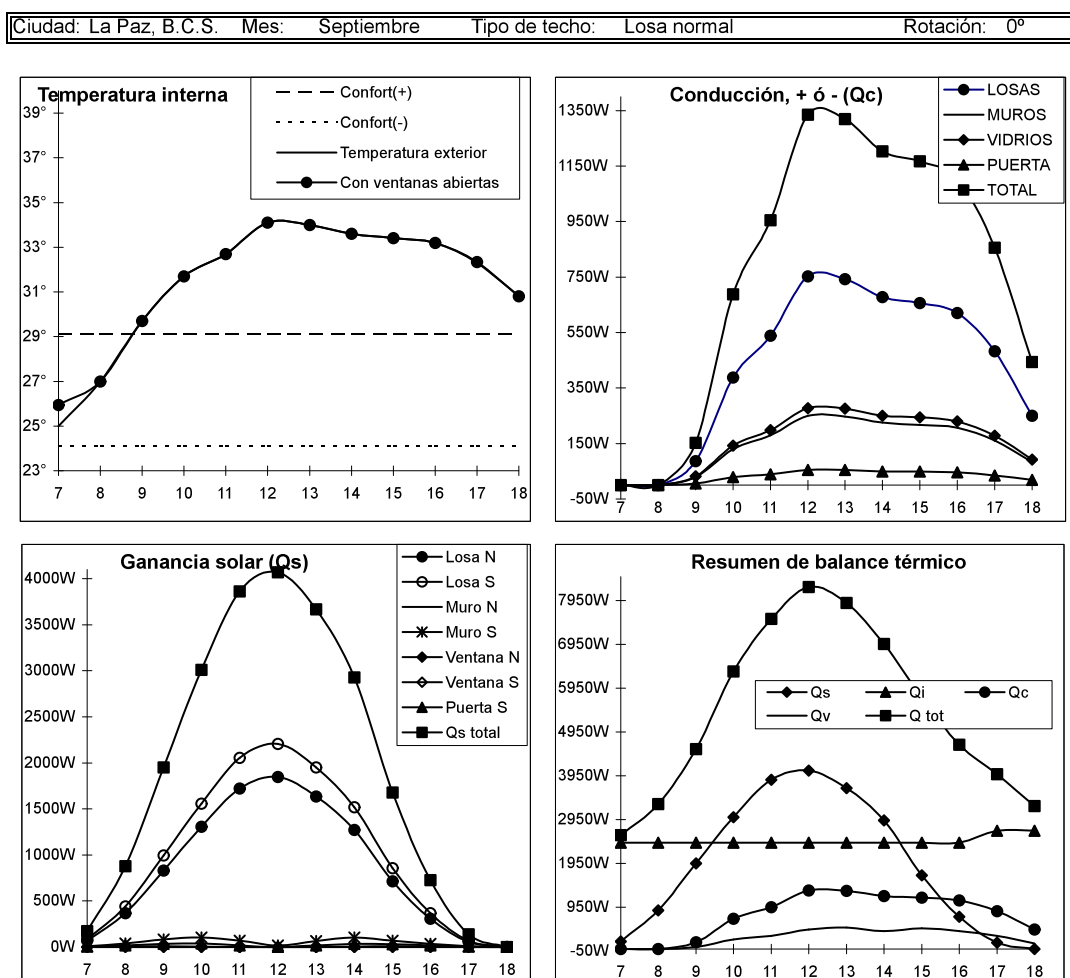 Ciudad: La Paz, B.C.S. Mes: Septiembre Tipo de techo: Losa normal Rotación: 0º
Temperatura interna
Confort(+)
Confort(-)
Temperatura exterior
Con ventanas abiertas
39°
37°
35°
33°
31°
29°
27°
25°
23°
7 8 9 10 11 12 13 14 15 16 17 18
Conducción, + ó - (Qc)
LOSAS
MUROS
VIDRIOS
PUERTA
TOTAL
1350W
1150W
950W
750W
550W
350W
150W
-50W
7 8 9 10 11 12 13 14 15 16 17 18
Ganancia solar (Qs)
Losa N
Losa S
Muro N
Muro S
Ventana N
Ventana S
Puerta S
Qs total
4000W
3500W
3000W
2500W
2000W
1500W
1000W
500W
0W
7 8 9 10 11 12 13 14 15 16 17 18
Resumen de balance térmico
7950W
6950W
5950W
4950W
3950W
2950W
1950W
950W
-50W
Qs Qi Qc
Qv Q tot
7 8 9 10 11 12 13 14 15 16 17 18